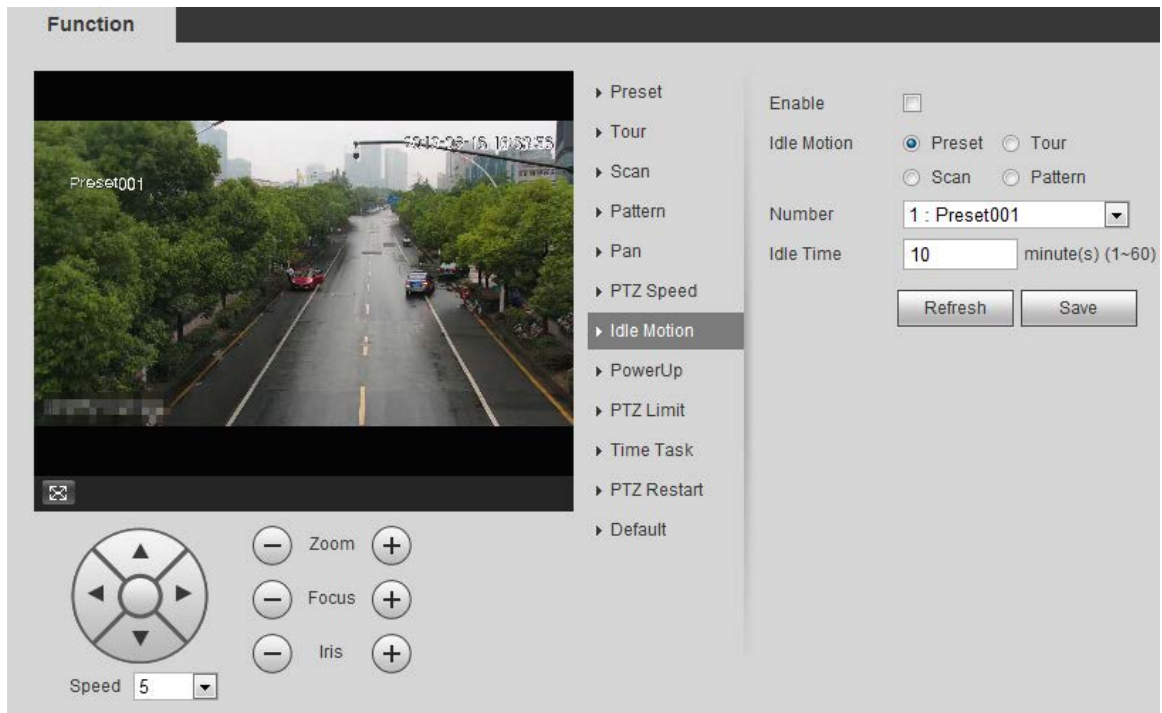 Function
Preset001
Preset
Tour
Scan
Pattern
Pan
PTZ Speed
Idle Motion
PowerUp
PTZ Limit
Time Task
PTZ Restart
Default
Enable
Idle Motion Preset Tour
Scan Pattern
Number 1 : Preset001
Idle Time 10 minute(s) (1~60)
Refresh Save
Zoom
Focus
Iris
Speed 5